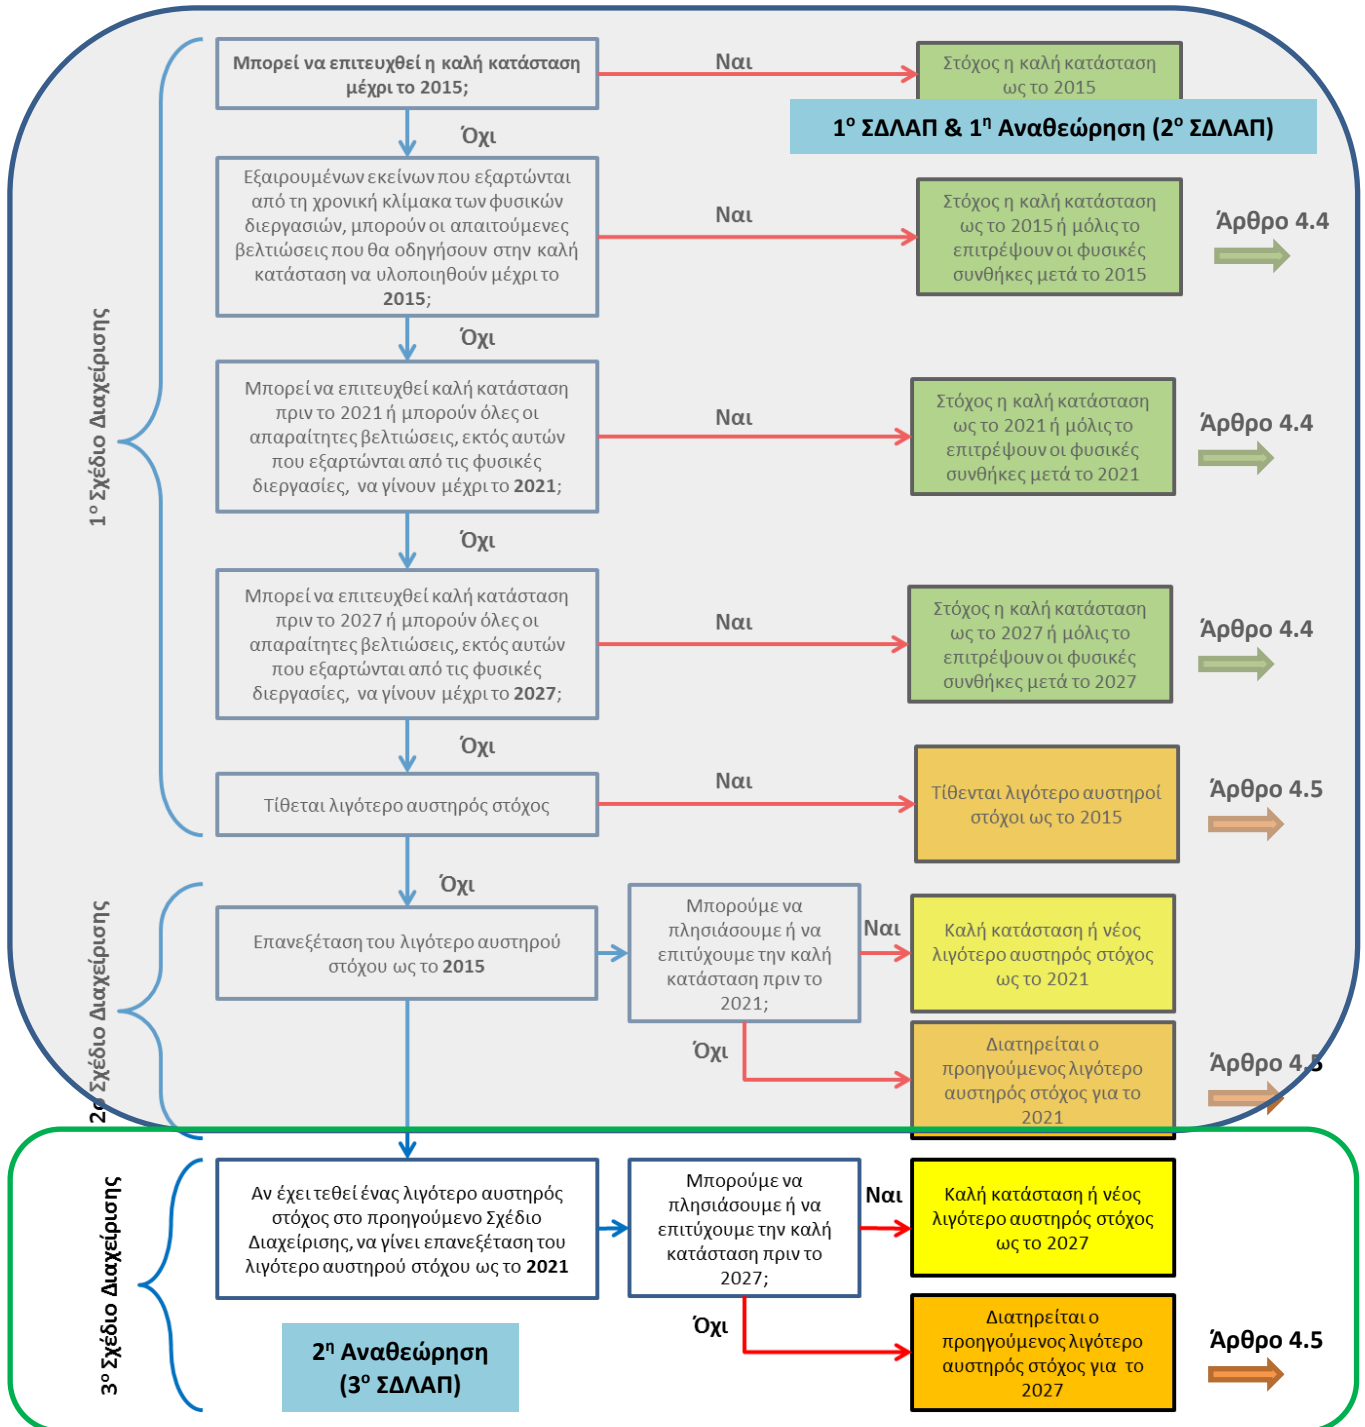 Μπορεί να επιτευχθεί η καλή κατάσταση
μέχρι το 2015;
Ναι
Στόχος η καλή κατάσταση
ως το 2015
1ο ΣΔΛΑΠ & 1η Αναθεώρηση (2ο ΣΔΛΑΠ)
Όχι
Εξαιρουμένων εκείνων που εξαρτώνται
από τη χρονική κλίμακα των φυσικών
διεργασιών, μπορούν οι απαιτούμενες
βελτιώσεις που θα οδηγήσουν στην καλή
κατάσταση να υλοποιηθούν μέχρι το
2015;
Ναι
Στόχος η καλή κατάσταση
ως το 2015 ή μόλις το
επιτρέψουν οι φυσικές
συνθήκες μετά το 2015
Άρθρο 4.4
Όχι
1ο Σχέδιο Διαχείρισης
Μπορεί να επιτευχθεί καλή κατάσταση
πριν το 2021 ή μπορούν όλες οι
απαραίτητες βελτιώσεις, εκτός αυτών
που εξαρτώνται από τις φυσικές
διεργασίες, να γίνουν μέχρι το 2021;
Ναι
Στόχος η καλή κατάσταση
ως το 2021 ή μόλις το
επιτρέψουν οι φυσικές
συνθήκες μετά το 2021
Άρθρο 4.4
Όχι
Μπορεί να επιτευχθεί καλή κατάσταση
πριν το 2027 ή μπορούν όλες οι
απαραίτητες βελτιώσεις, εκτός αυτών
που εξαρτώνται από τις φυσικές
διεργασίες, να γίνουν μέχρι το 2027;
Ναι
Στόχος η καλή κατάσταση
ως το 2027 ή μόλις το
επιτρέψουν οι φυσικές
συνθήκες μετά το 2027
Άρθρο 4.4
Όχι
Τίθεται λιγότερο αυστηρός στόχος
Ναι
Τίθενται λιγότερο αυστηροί
στόχοι ως το 2015
Άρθρο 4.5
Όχι
2ο Σχέδιο Διαχείρισης
Επανεξέταση του λιγότερο αυστηρού
στόχου ως το 2015
Μπορούμε να
πλησιάσουμε ή να
επιτύχουμε την καλή
κατάσταση πριν το
2021;
Ναι
Καλή κατάσταση ή νέος
λιγότερο αυστηρός στόχος
ως το 2021
Όχι
Διατηρείται ο
προηγούμενος λιγότερο
αυστηρός στόχος για το
2021
Άρθρο 4.5
3ο Σχέδιο Διαχείρισης
Αν έχει τεθεί ένας λιγότερο αυστηρός
στόχος στο προηγούμενο Σχέδιο
Διαχείρισης, να γίνει επανεξέταση του
λιγότερο αυστηρού στόχου ως το 2021
Μπορούμε να
πλησιάσουμε ή να
επιτύχουμε την καλή
κατάσταση πριν το
2027;
Ναι
Καλή κατάσταση ή νέος
λιγότερο αυστηρός στόχος
ως το 2027
Όχι
Διατηρείται ο
προηγούμενος λιγότερο
αυστηρός στόχος για το
2027
Άρθρο 4.5
2η Αναθεώρηση
(3ο ΣΔΛΑΠ)